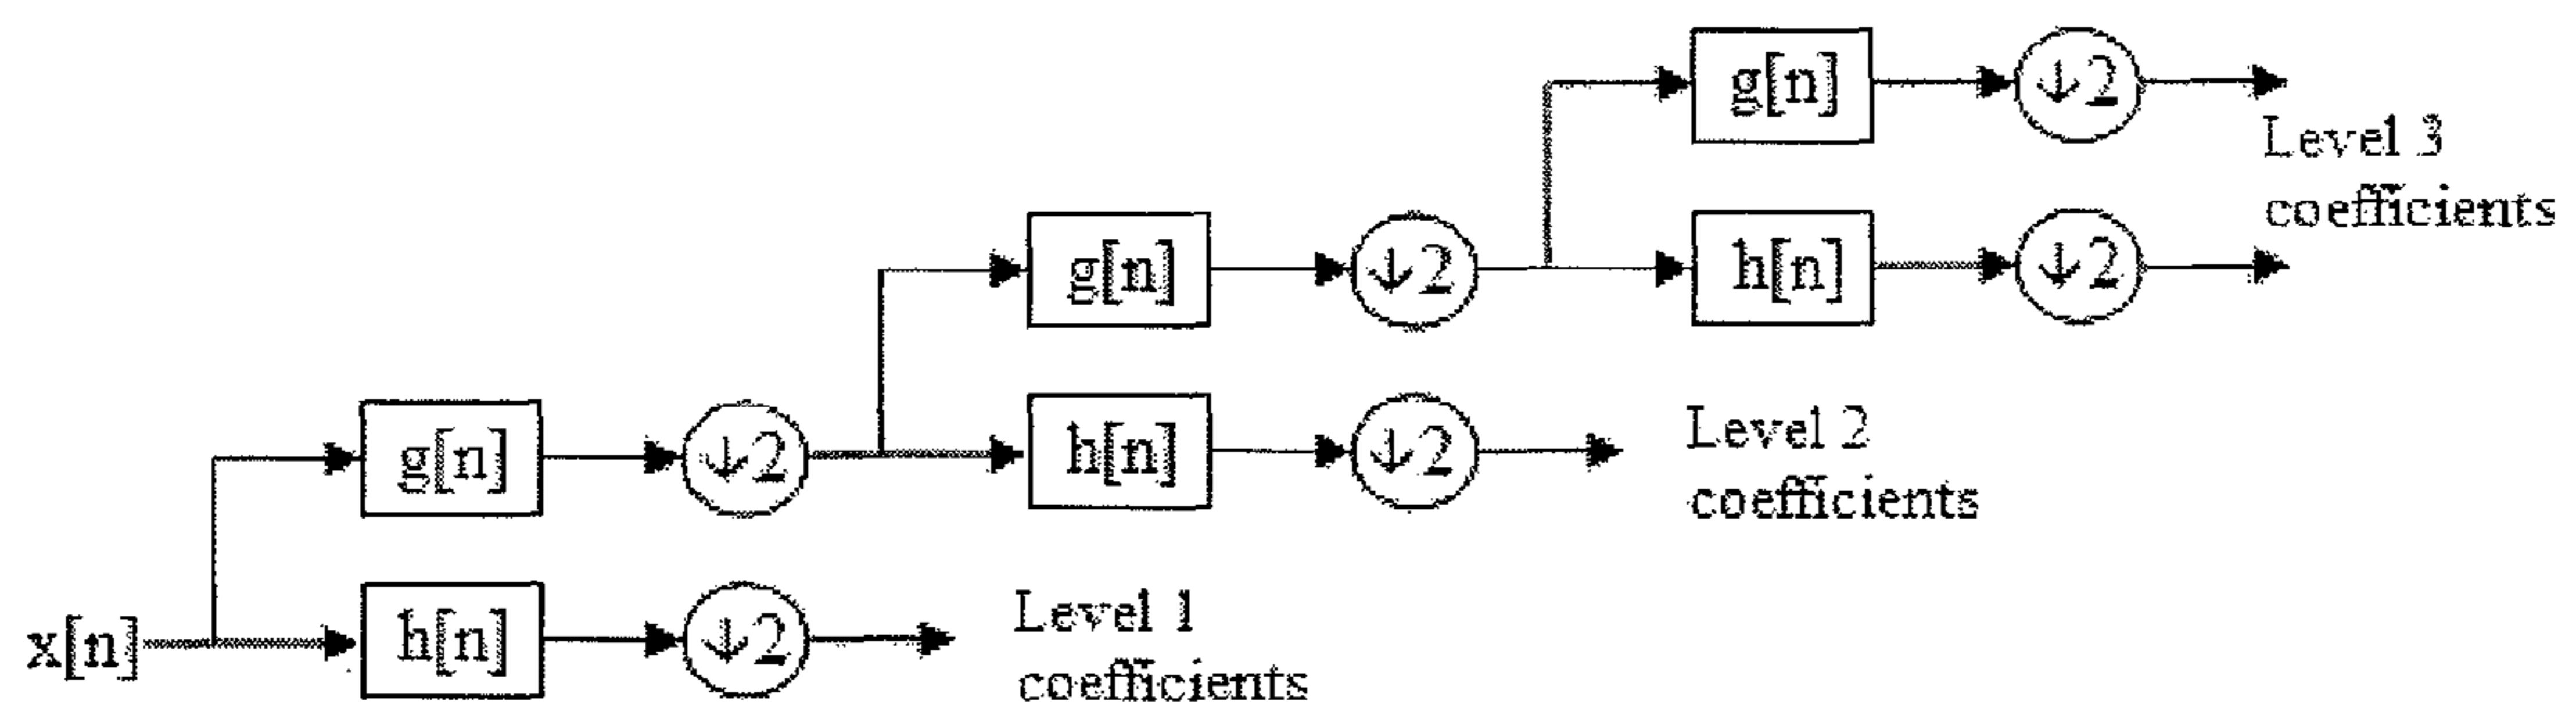 g[n]
↓2
Level 3
coefficients
g[n]
↓2
h[n]
↓2
g[n]
↓2
h[n]
↓2
Level 2
coefficients
x[n]
h[n]
↓2
Level 1
coefficients